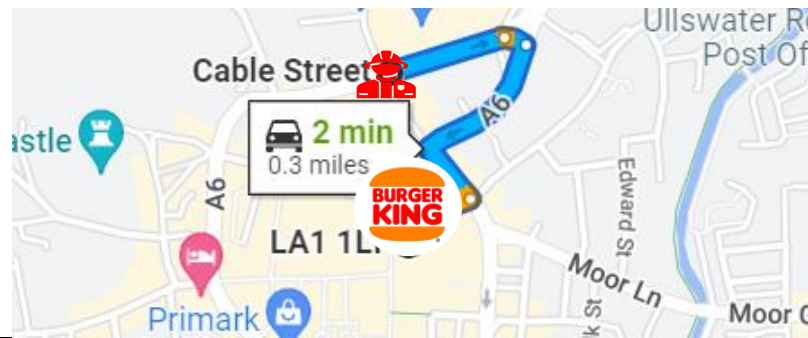 Ullswater R
Post Of
Cable Street
astle
2 min
0.3 miles
A6
A6
BURGER
KING
Edward St
LA1 1L
Moor Ln
k St
Primark
Moor